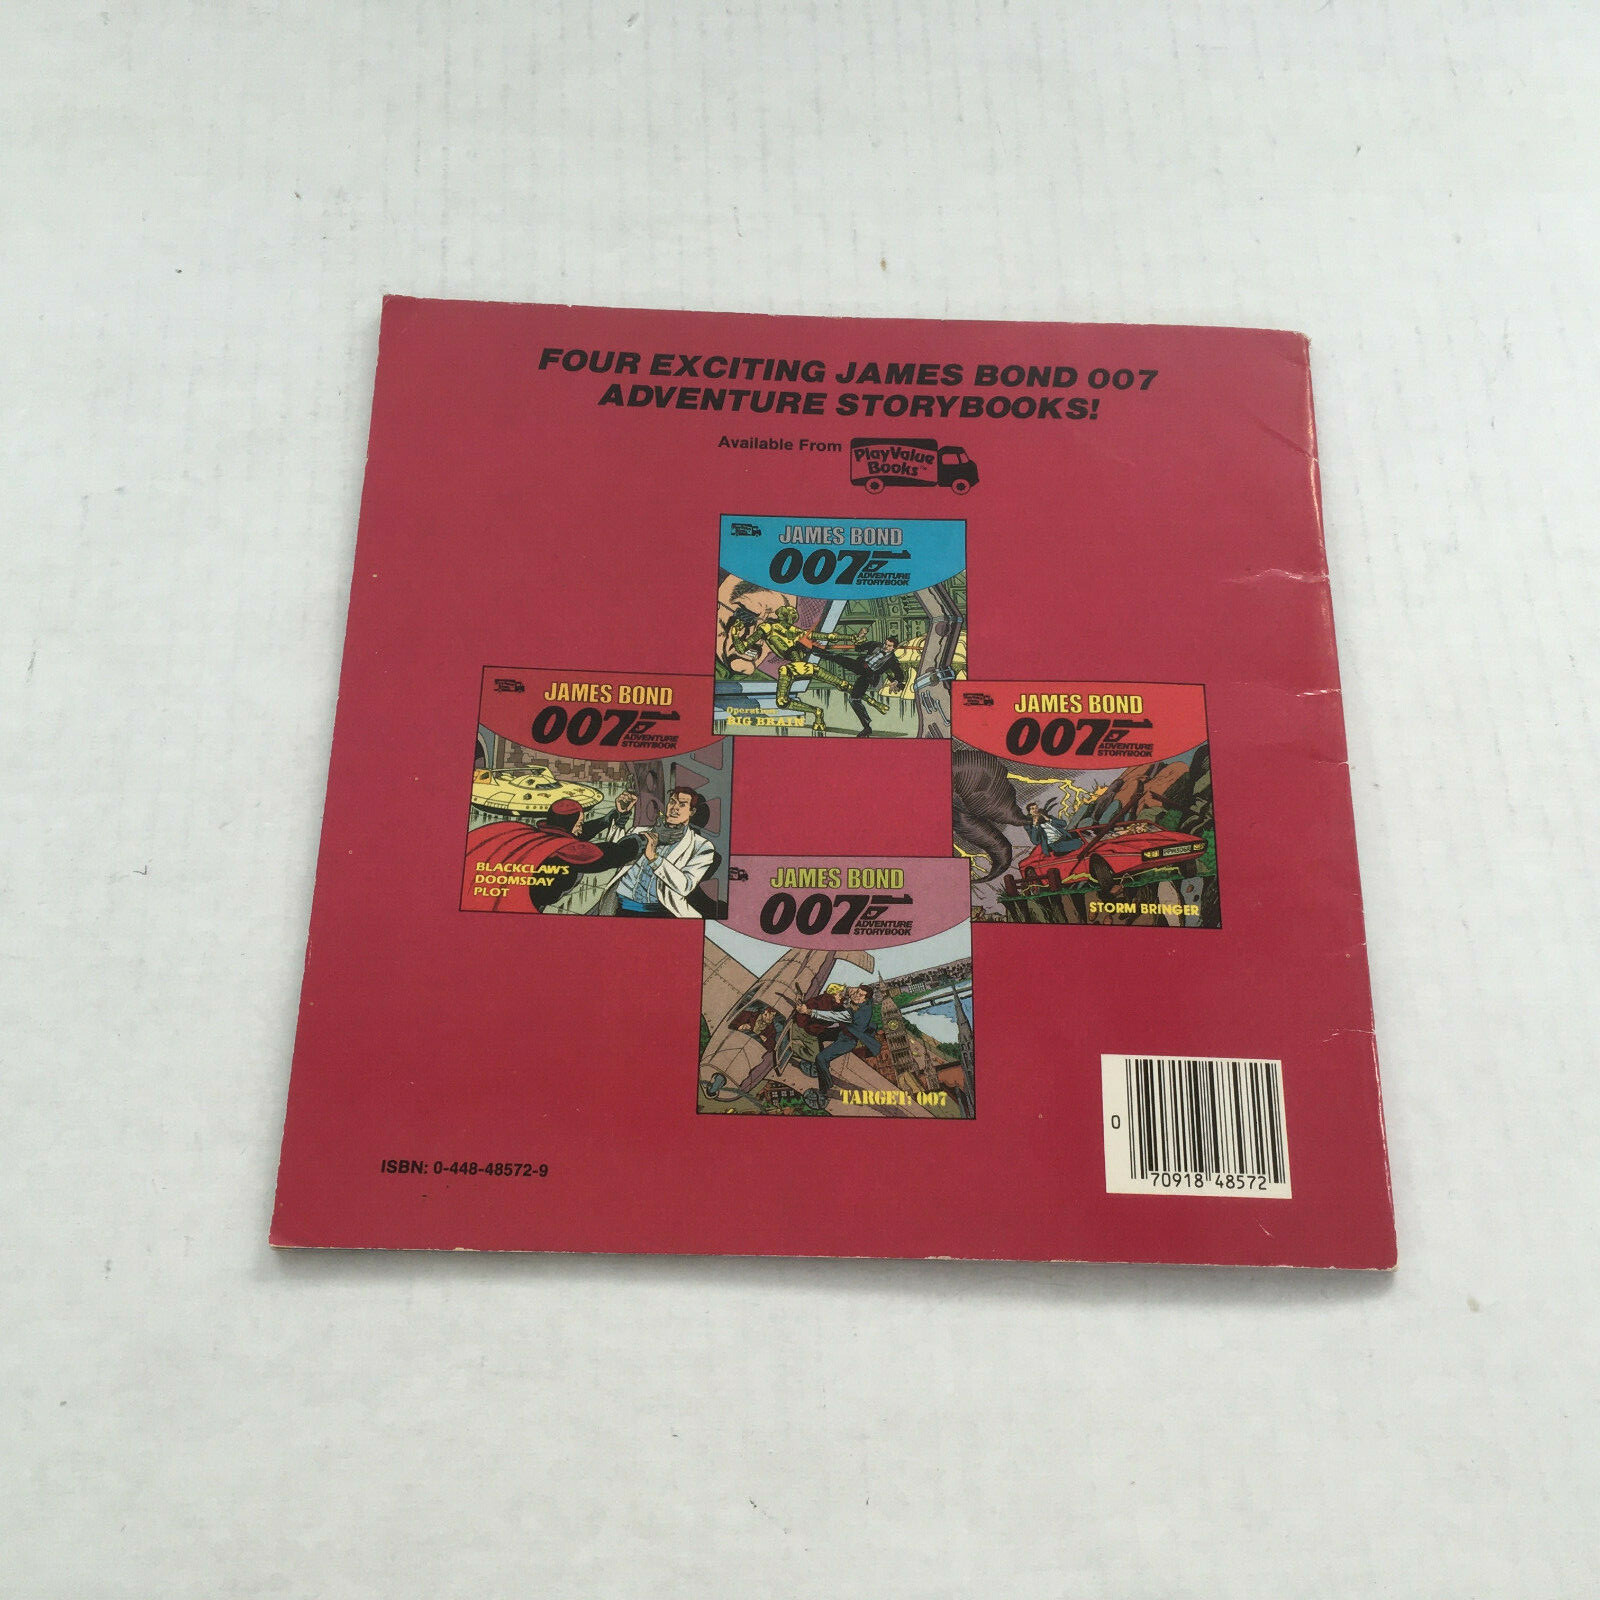 FOUR EXCITING JAMES BOND 007
ADVENTURE STORYBOOKS!
Available From
PlayValue
Books™
JAMES BOND
007
ADVENTURE
STORYBOOK
Operation
BIG BRAIN
JAMES BOND
007
ADVENTURE
STORYBOOK
BLACKCLAW'S
DOOMSDAY
PLOT
JAMES BOND
007
ADVENTURE
STORYBOOK
STORM BRINGER
JAMES BOND
007
ADVENTURE
STORYBOOK
TARGET: 007
ISBN: 0-448-48572-9
0 70918 48572